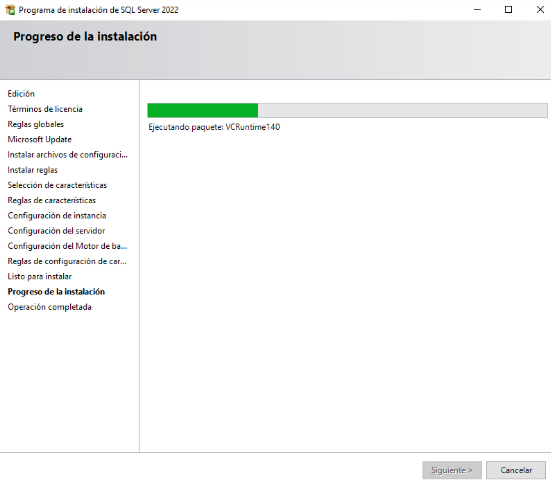 Programa de instalación de SQL Server 2022
Progreso de la instalación
Edición
Términos de licencia
Reglas globales
Microsoft Update
Instalar archivos de configuraci...
Instalar reglas
Selección de características
Reglas de características
Configuración de instancia
Configuración del servidor
Configuración del Motor de ba...
Reglas de configuración de car...
Listo para instalar
Progreso de la instalación
Operación completada
Ejecutando paquete: VCRuntime140
Siguiente >
Cancelar